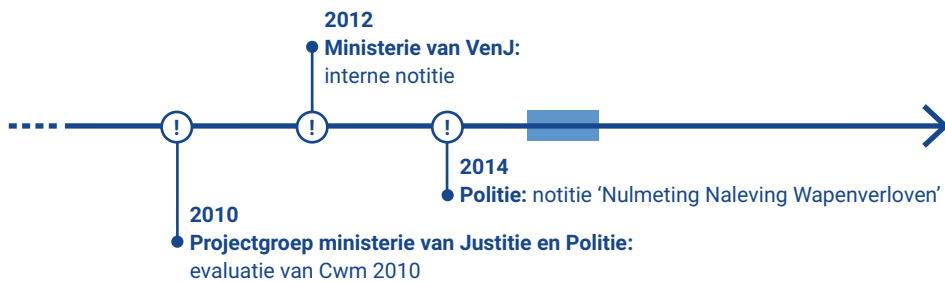 2012
Ministerie van VenJ:
interne notitie
! ! !
2014
Politie: notitie ‘Nulmeting Naleving Wapenverloven’
2010
Projectgroep ministerie van Justitie en Politie:
evaluatie van Cwm 2010